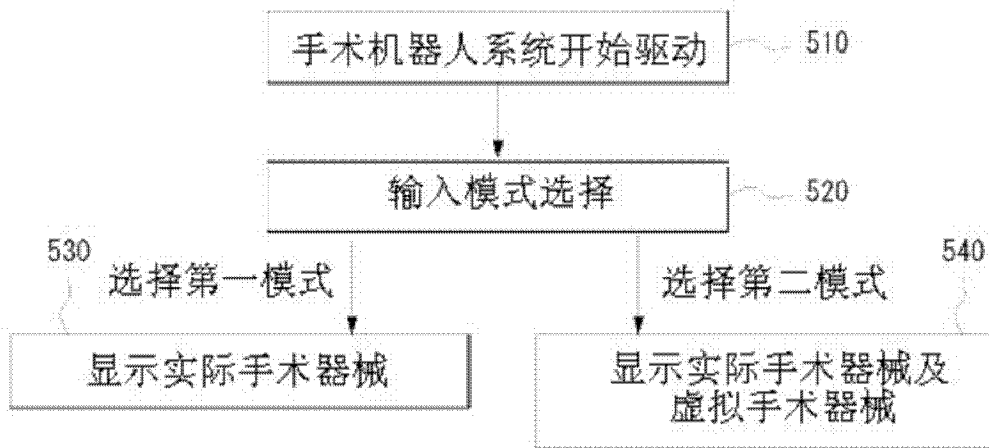 手术机器人系统开始驱动
510
输入模式选择
520
530
选择第一模式
540
选择第二模式
显示实际手术器械
显示实际手术器械及
虚拟手术器械